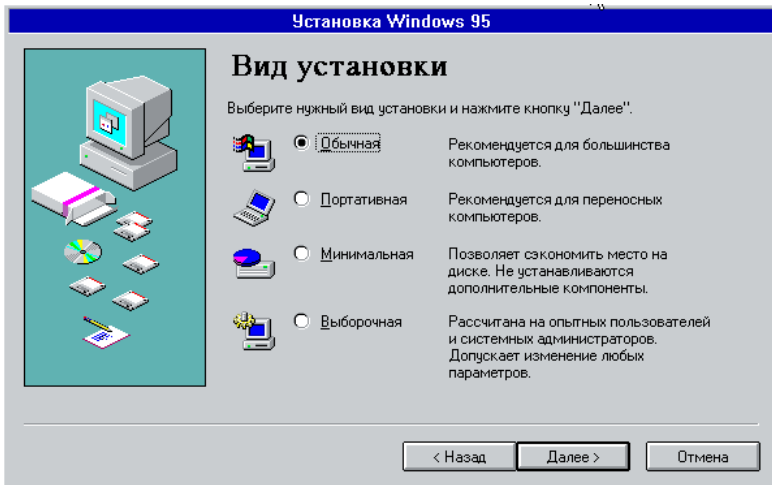 Установка Windows 95
Вид установки
Выберите нужный вид установки и нажмите кнопку "Далее".
Обычная
Рекомендуется для большинства
компьютеров.
Портативная
Рекомендуется для переносных
компьютеров.
Минимальная
Позволяет сэкономить место на
диске. Не устанавливаются
дополнительные компоненты.
Выборочная
Рассчитана на опытных пользователей
и системных администраторов.
Допускает изменение любых
параметров.
< Назад
Далее >
Отмена